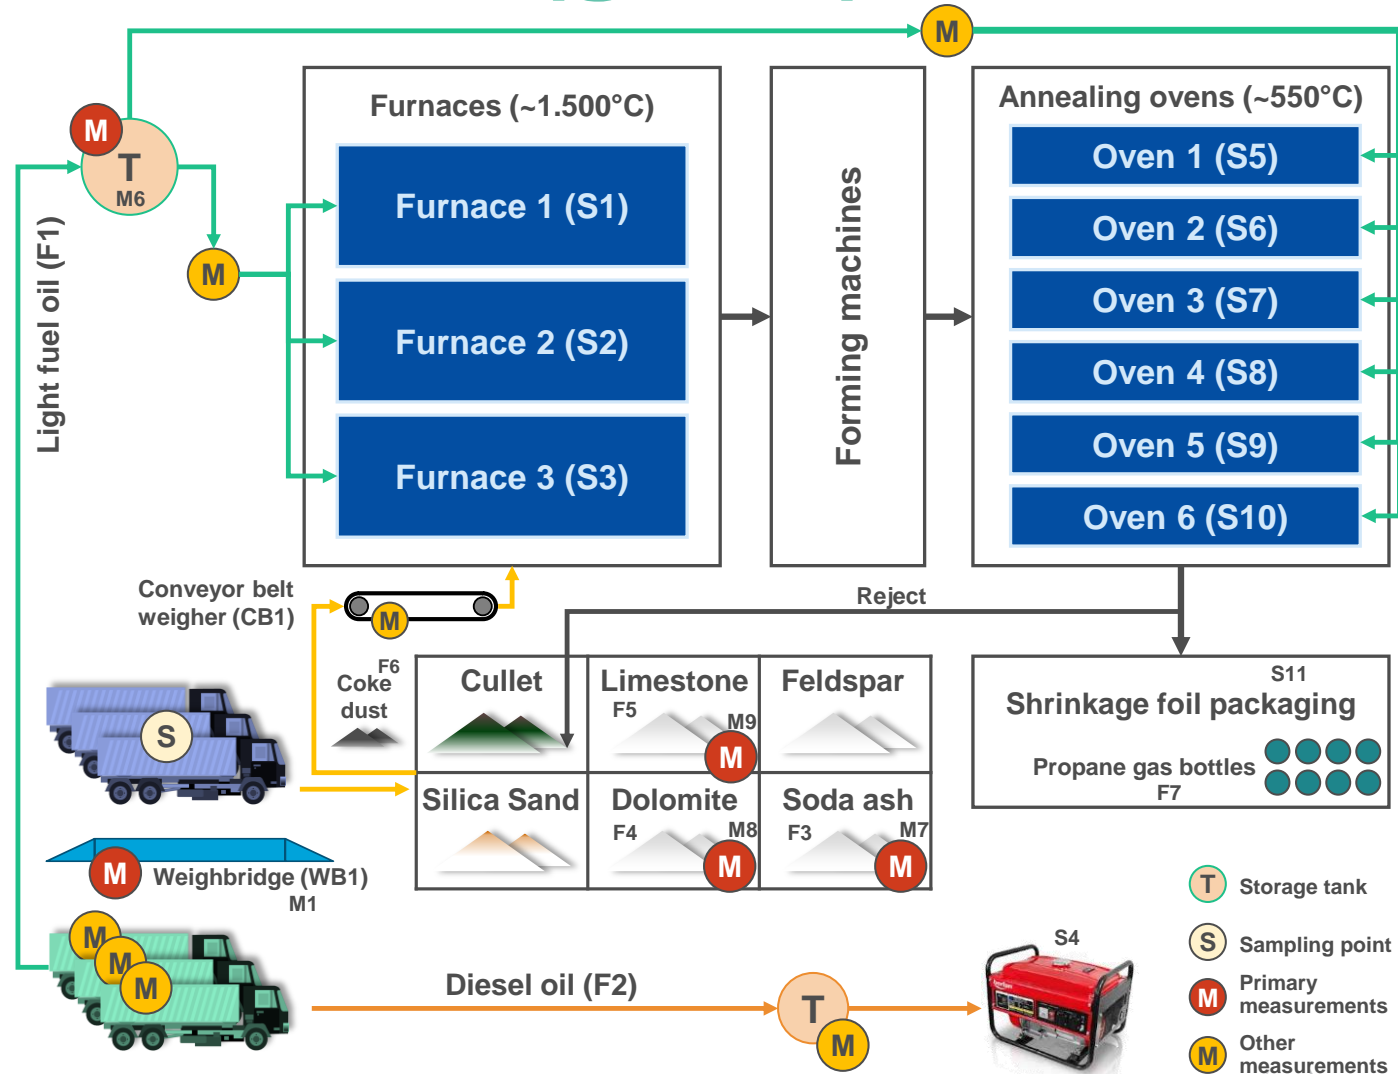 M
Furnaces (~1.500°C)
Annealing ovens (~550°C)
M
T
M6
Oven 1 (S5)
Furnace 1 (S1)
Oven 2 (S6)
Light fuel oil (F1)
M
Forming machines
Oven 3 (S7)
Furnace 2 (S2)
Oven 4 (S8)
Oven 5 (S9)
Furnace 3 (S3)
Oven 6 (S10)
Conveyor belt
weigher (CB1)
M
Reject
F6
Coke
dust
Cullet
Limestone
F5
M9
M
Feldspar
S11
Shrinkage foil packaging
Propane gas bottles
F7
S
Silica Sand
Dolomite
F4
M8
M
Soda ash
F3
M7
M
M
Weighbridge (WB1)
M1
T
Storage tank
S
Sampling point
M
Primary
measurements
M
Other
measurements
M
M
M
Diesel oil (F2)
T
M
S4